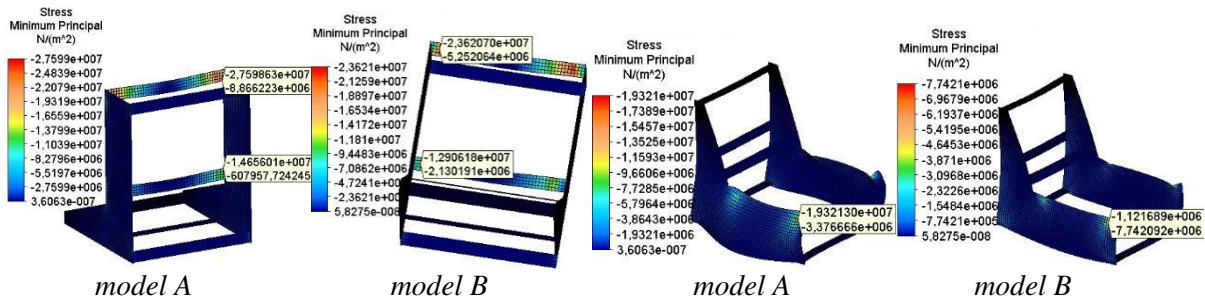 Stress
Minimum Principal
N/(m^2)
-2,7599e+007
-2,4839e+007
-2,2079e+007
-1,9319e+007
-1,6559e+007
-1,3799e+007
-1,1039e+007
-8,2796e+006
-5,5197e+006
-2,7599e+006
3,6063e-007
-2,759863e+007
-8,866223e+006
-1,465601e+007
-607957,724245
model A
Stress
Minimum Principal
N/(m^2)
-2,3621e+007
-2,1259e+007
-1,8897e+007
-1,6534e+007
-1,4172e+007
-1,181e+007
-9,4483e+006
-7,0862e+006
-4,7241e+006
-2,3621e+006
5,8275e-008
-2,362070e+007
-5,252064e+006
-1,290618e+007
-2,130191e+006
model B
Stress
Minimum Principal
N/(m^2)
-1,9321e+007
-1,7389e+007
-1,5457e+007
-1,3525e+007
-1,1593e+007
-9,6606e+006
-7,7285e+006
-5,7964e+006
-3,8643e+006
-1,9321e+006
3,6063e-007
-1,932130e+007
-3,376666e+006
model A
Stress
Minimum Principal
N/(m^2)
-7,7421e+006
-6,9679e+006
-6,1937e+006
-5,4195e+006
-4,6453e+006
-3,871e+006
-3,0968e+006
-2,3226e+006
-1,5484e+006
-7,7421e+005
5,8275e-008
-1,121689e+006
-7,742092e+006
model B